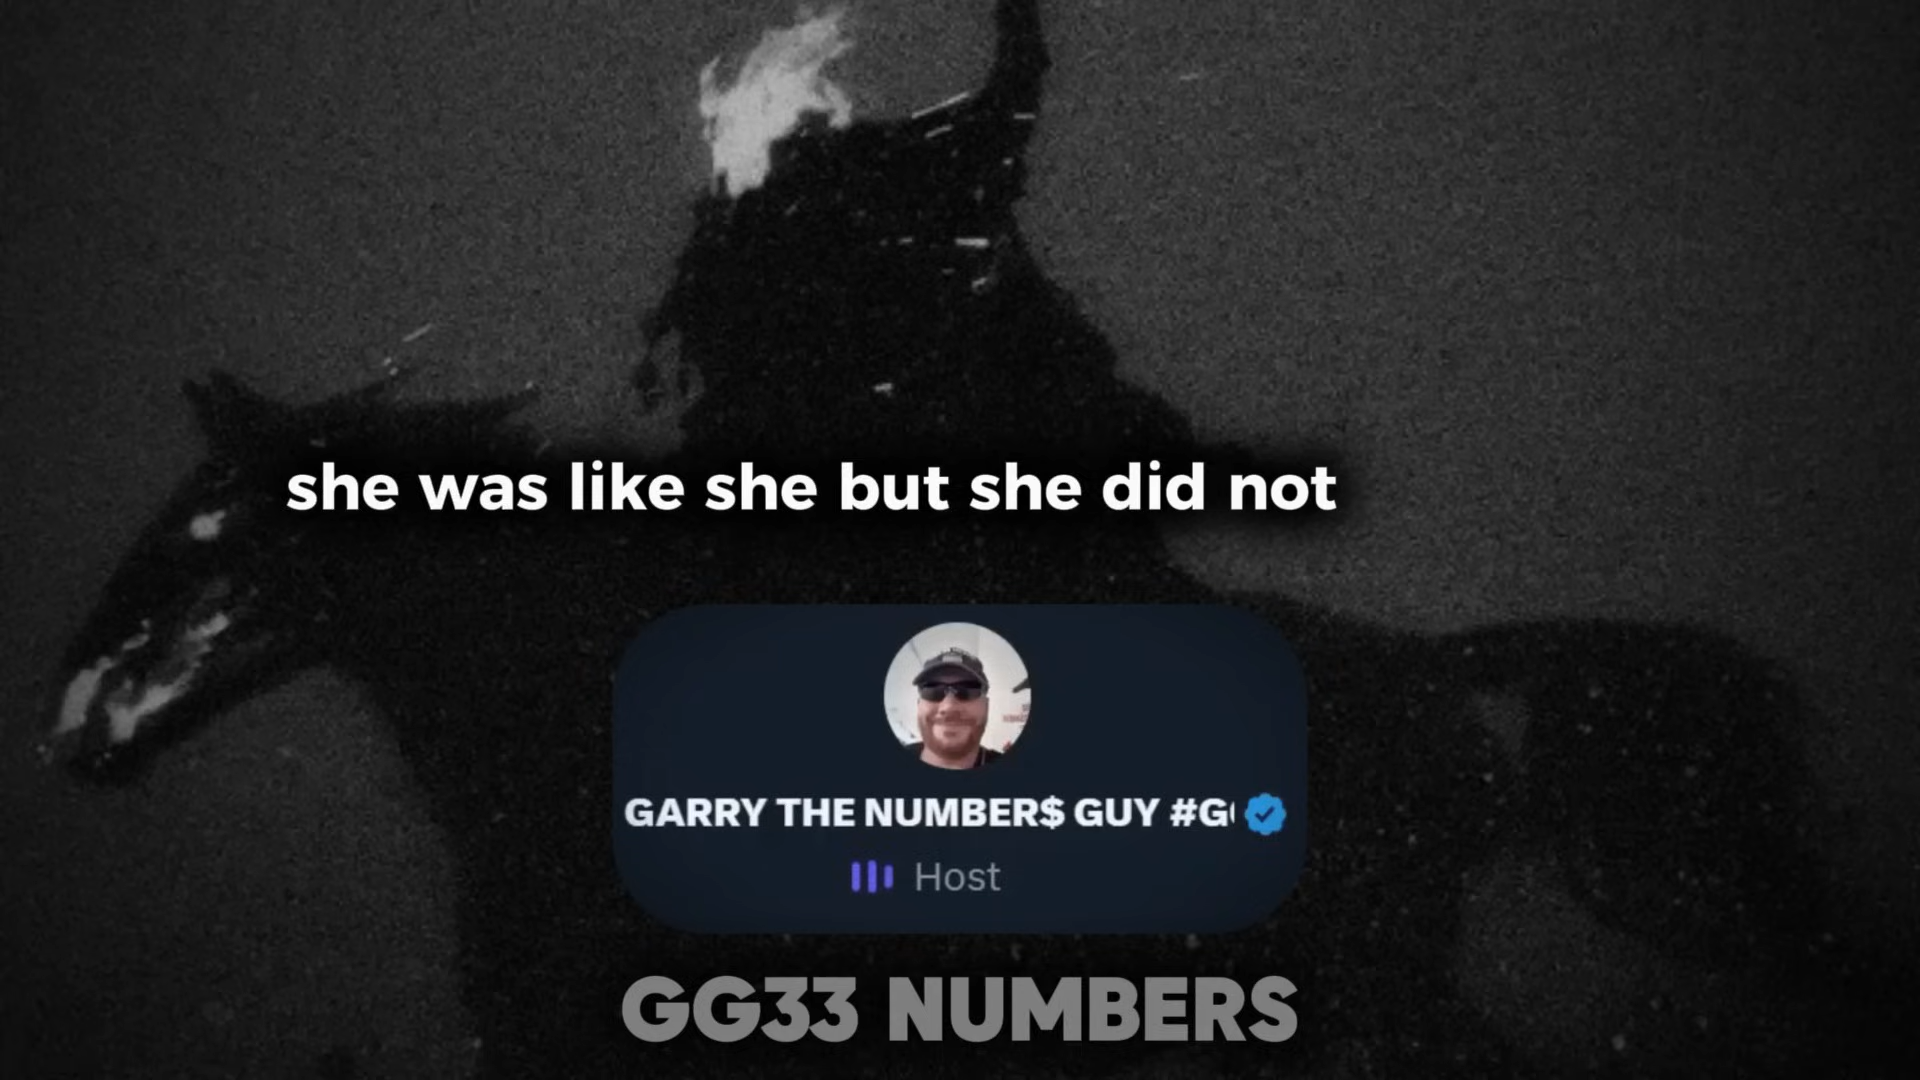 she was like she but she did not
GARRY THE NUMBER$ GUY #G
Host
GG33 NUMBERS